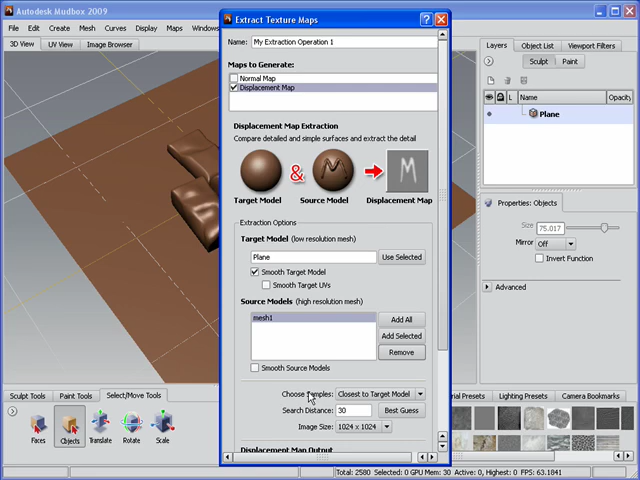 Autodesk Mudbox 2009
File Edit Create Mesh Curves Display Maps Windows
3D View UV View Image Browser
Extract Texture Maps
Name: My Extraction Operation 1
Maps to Generate:
Normal Map
Displacement Map
Displacement Map Extraction
Compare detailed and simple surfaces and extract the detail
&
Target Model Source Model Displacement Map
Extraction Options
Target Model (low resolution mesh)
Plane Use Selected
Smooth Target Model
Smooth Target UVs
Source Models (high resolution mesh)
mesh1 Add All
Add Selected
Remove
Smooth Source Models
Choose Samples: Closest to Target Model
Search Distance: 30 Best Guess
Image Size: 1024 x 1024
Displacement Map Output
Layers Object List Viewport Filters
Sculpt Paint
L Name Opacity
Plane
Properties: Objects
Size 75.017
Mirror Off
Invert Function
Advanced
Sculpt Tools Paint Tools Select/Move Tools
Faces Objects Translate Rotate Scale
Material Presets Lighting Presets
Total: 2580 Selected: 0 GPU Mem: 30 Active: 0, Highest: 0 FPS: 63.1841